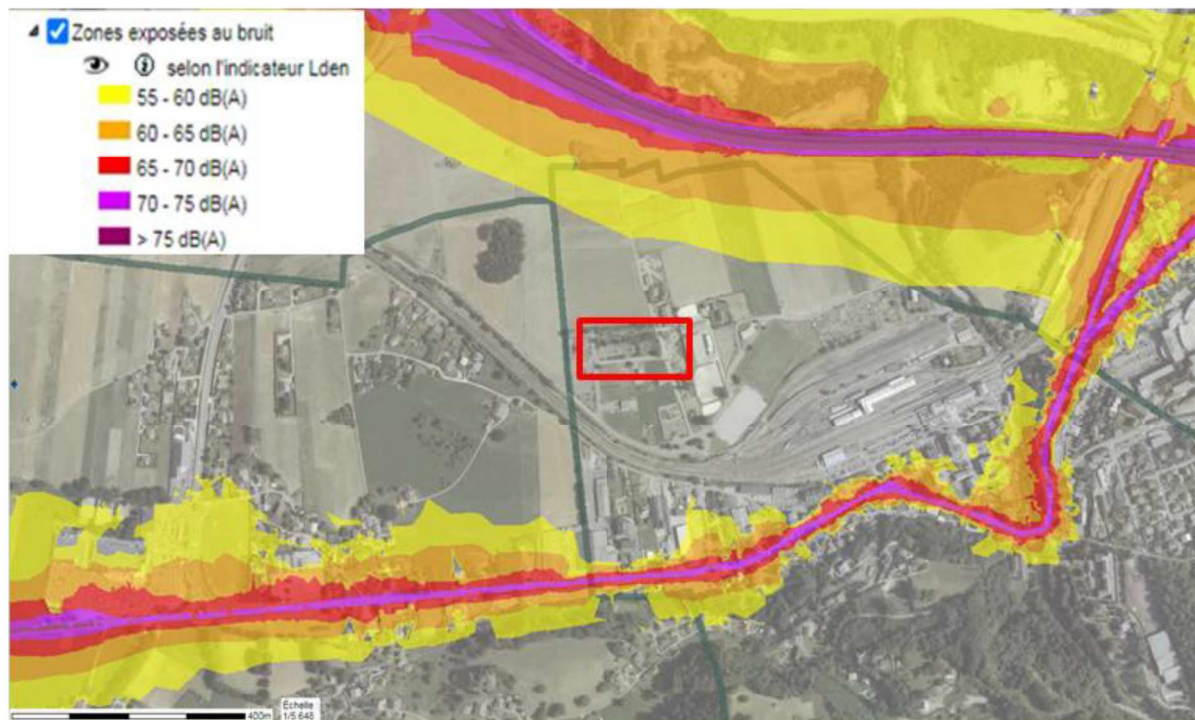 Zones exposées au bruit
selon l'indicateur Lden
55 - 60 dB(A)
60 - 65 dB(A)
65 - 70 dB(A)
70 - 75 dB(A)
> 75 dB(A)
400m
Échelle
1/5 648